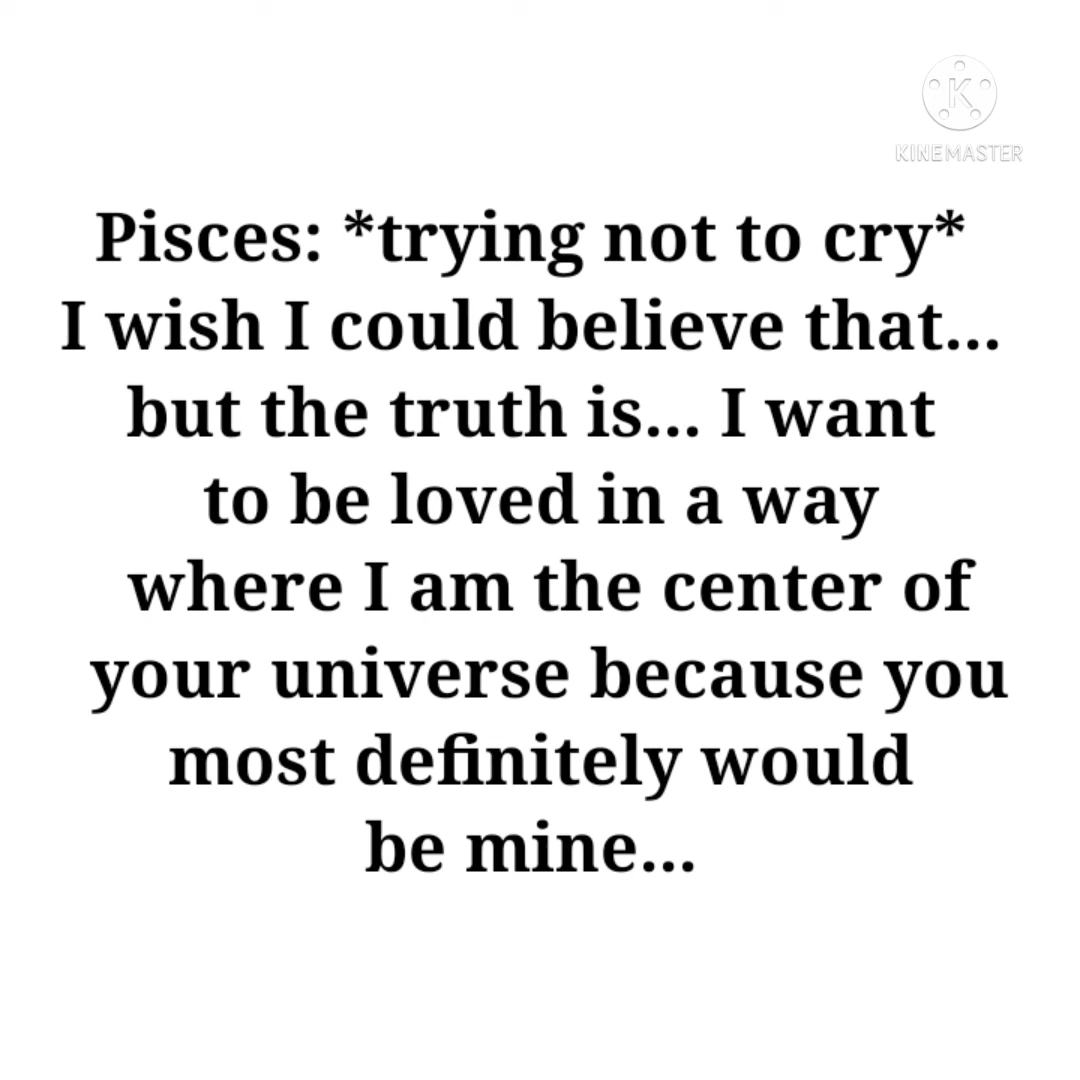 K
KINEMASTER
Pisces: *trying not to cry*
I wish I could believe that...
but the truth is... I want
to be loved in a way
where I am the center of
your universe because you
most definitely would
be mine...